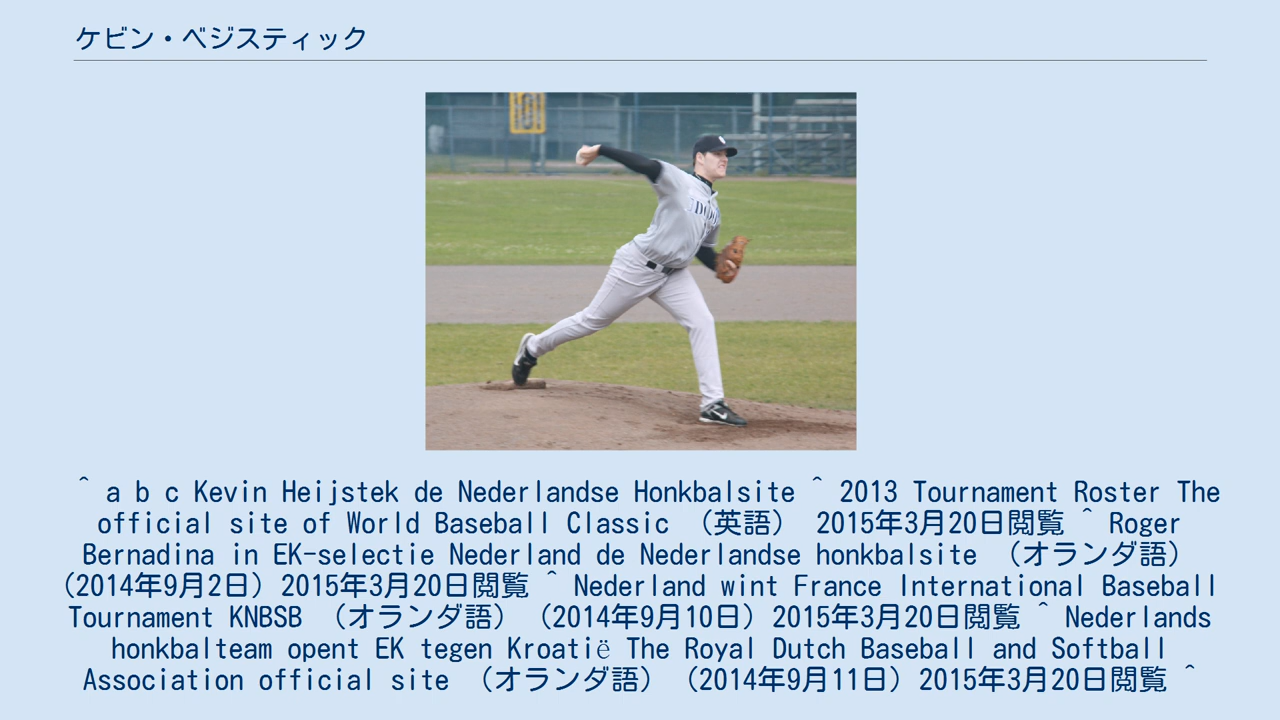 ケビン・ベジスティック
^ a b c Kevin Heijstek de Nederlandse Honkbalsite ^ 2013 Tournament Roster The
official site of World Baseball Classic （英語） 2015年3月20日閲覧 ^ Roger
Bernadina in EK-selectie Nederland de Nederlandse honkbalsite （オランダ語）
（2014年9月2日）2015年3月20日閲覧 ^ Nederland wint France International Baseball
Tournament KNBSB （オランダ語）（2014年9月10日）2015年3月20日閲覧 ^ Nederlands
honkbalteam opent EK tegen Kroatië The Royal Dutch Baseball and Softball
Association official site （オランダ語）（2014年9月11日）2015年3月20日閲覧 ^